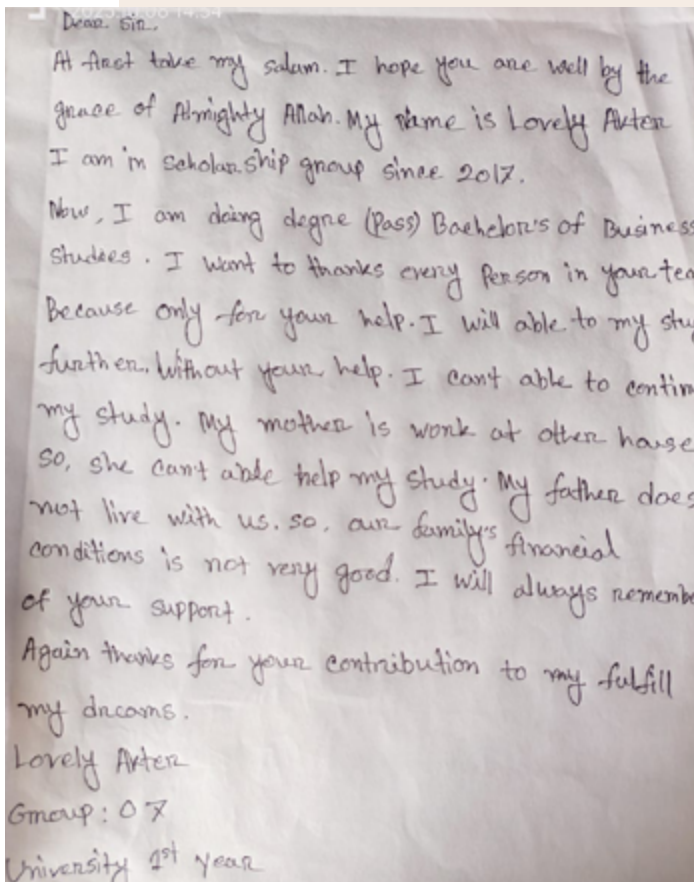 Dear Sir.
At first take my salam. I hope you are well by the
grace of Almighty Allah. My name is Lovely Akter
I am in Scholarship group since 2017.
Now, I am doing degre (Pass) Bachelor's of Business
Studies. I want to thanks every Person in your tea
Because only for your help. I will able to my stu
further. Without your help. I can't able to contin
my study. My mother is work at other house
so, she can't able help my study. My father does
not live with us. so, our family's financial
conditions is not very good. I will always remembe
of your support.
Again thanks for your contribution to my fulfill
my dreams.
Lovely Akter
Group: 07
University 1st year